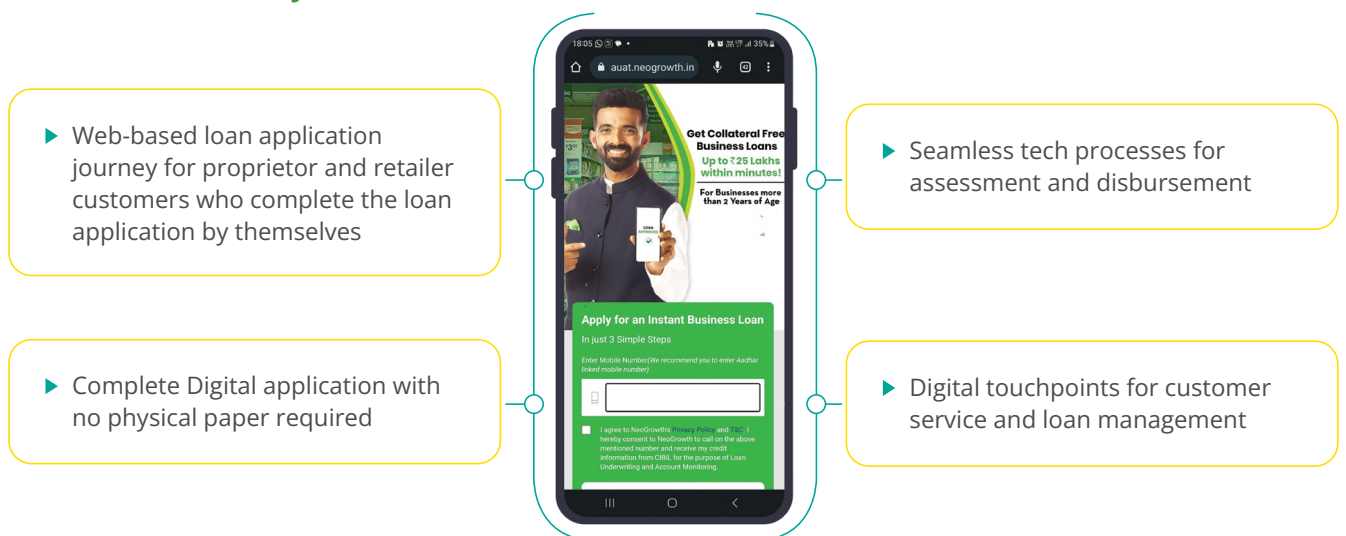 Web-based loan application
journey for proprietor and retailer
customers who complete the loan
application by themselves
Complete Digital application with
no physical paper required
18:05
35%
auat.neogrowth.in
42
Get Collateral Free
Business Loans
Up to ₹25 Lakhs
within minutes!
For Businesses more
than 2 Years of Age
LOAN
APPROVED
Apply for an Instant Business Loan
In just 3 Simple Steps
Enter Mobile Number(We recommend you to enter Aadhar
linked mobile number)
I agree to NeoGrowth's Privacy Policy and T&C. I
hereby consent to NeoGrowth to call on the above
mentioned number and receive my credit
information from CIBIL for the purpose of Loan
Underwriting and Account Monitoring.
Seamless tech processes for
assessment and disbursement
Digital touchpoints for customer
service and loan management